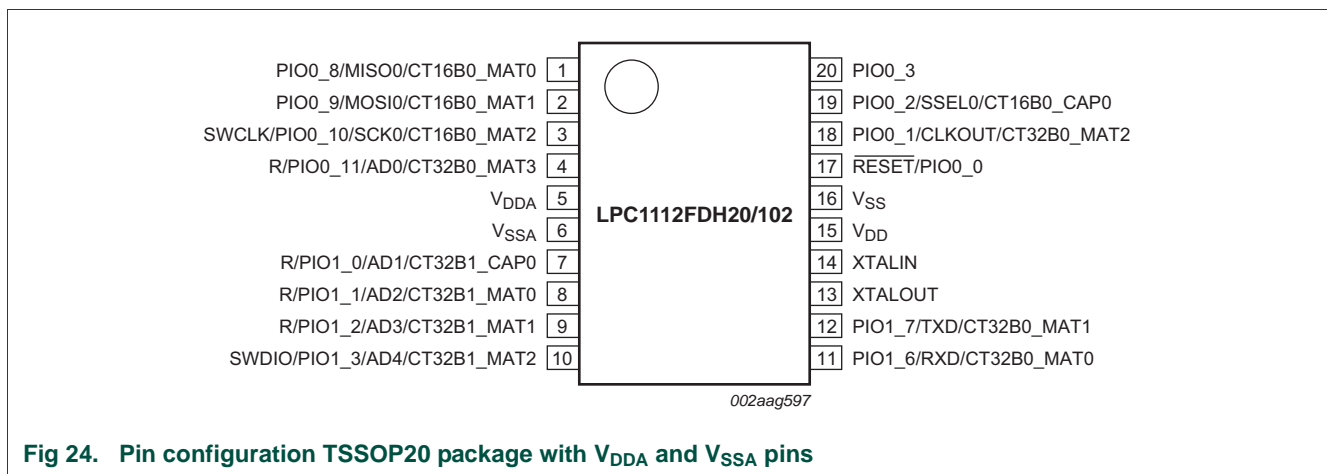 PIO0_8/MISO0/CT16B0_MAT0 1
PIO0_9/MOSI0/CT16B0_MAT1 2
SWCLK/PIO0_10/SCK0/CT16B0_MAT2 3
R/PIO0_11/AD0/CT32B0_MAT3 4
VDDA 5
VSSA 6
R/PIO1_0/AD1/CT32B1_CAP0 7
R/PIO1_1/AD2/CT32B1_MAT0 8
R/PIO1_2/AD3/CT32B1_MAT1 9
SWDIO/PIO1_3/AD4/CT32B1_MAT2 10
LPC1112FDH20/102
20 PIO0_3
19 PIO0_2/SSEL0/CT16B0_CAP0
18 PIO0_1/CLKOUT/CT32B0_MAT2
17 RESET/PIO0_0
16 VSS
15 VDD
14 XTALIN
13 XTALOUT
12 PIO1_7/TXD/CT32B0_MAT1
11 PIO1_6/RXD/CT32B0_MAT0
002aag597
Fig 24. Pin configuration TSSOP20 package with VDDA and VSSA pins